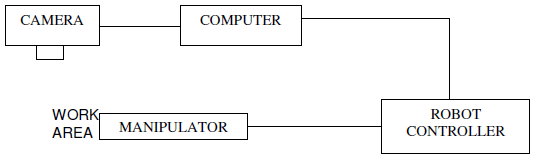 CAMERA
COMPUTER
WORK
AREA
MANIPULATOR
ROBOT
CONTROLLER